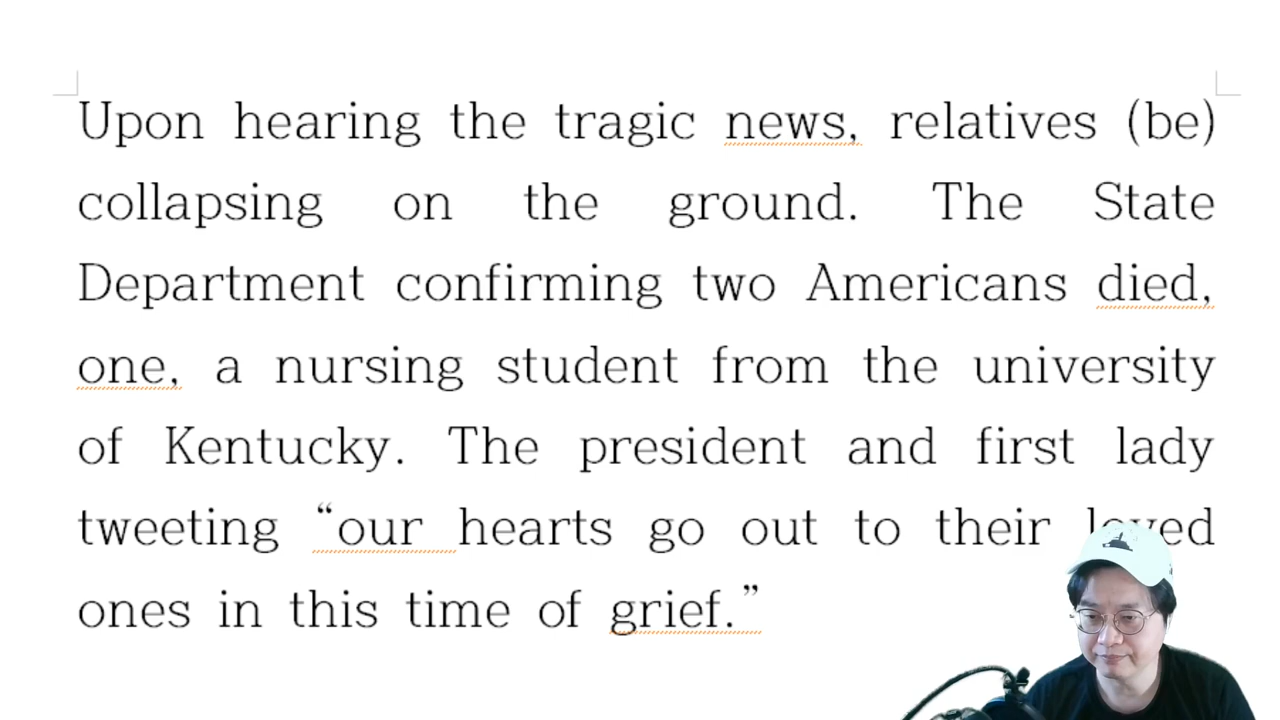 Upon hearing the tragic news, relatives (be)
collapsing on the ground. The State
Department confirming two Americans died,
one, a nursing student from the university
of Kentucky. The president and first lady
tweeting “our hearts go out to their loved
ones in this time of grief.”